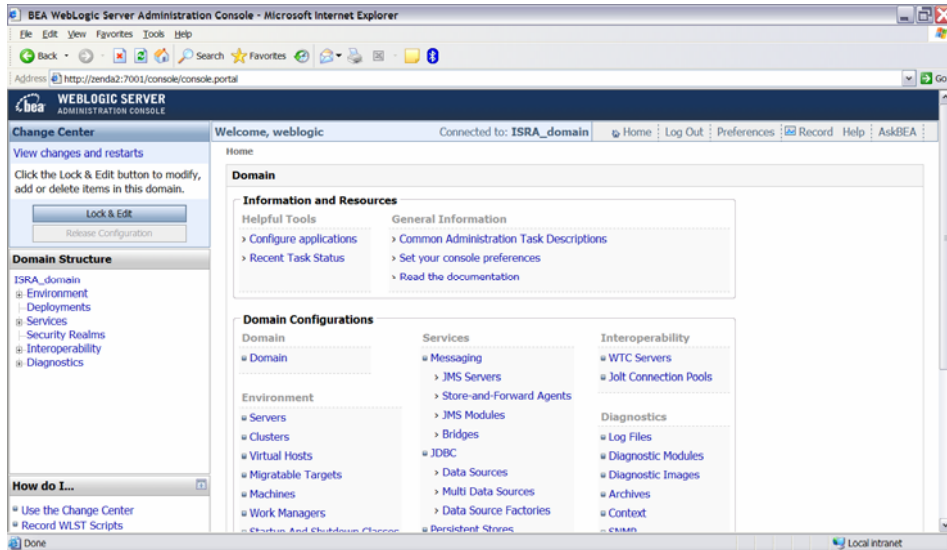 BEA WebLogic Server Administration Console - Microsoft Internet Explorer
File Edit View Favorites Tools Help
Back Search Favorites
Address http://zenda2:7001/console/console.portal Go
bea WEBLOGIC SERVER
ADMINISTRATION CONSOLE
Change Center
View changes and restarts
Click the Lock & Edit button to modify,
add or delete items in this domain.
Lock & Edit
Release Configuration
Domain Structure
ISRA_domain
Environment
Deployments
Services
Security Realms
Interoperability
Diagnostics
How do I...
Use the Change Center
Record WLST Scripts
Welcome, weblogic Connected to: ISRA_domain Home Log Out Preferences Record Help AskBEA
Home
Domain
Information and Resources
Helpful Tools
Configure applications
Recent Task Status
General Information
Common Administration Task Descriptions
Set your console preferences
Read the documentation
Domain Configurations
Domain
Domain
Environment
Servers
Clusters
Virtual Hosts
Migratable Targets
Machines
Work Managers
Startup And Shutdown Classes
Services
Messaging
JMS Servers
Store-and-Forward Agents
JMS Modules
Bridges
JDBC
Data Sources
Multi Data Sources
Data Source Factories
Persistent Stores
Interoperability
WTC Servers
Jolt Connection Pools
Diagnostics
Log Files
Diagnostic Modules
Diagnostic Images
Archives
Context
SNMP
Done Local intranet